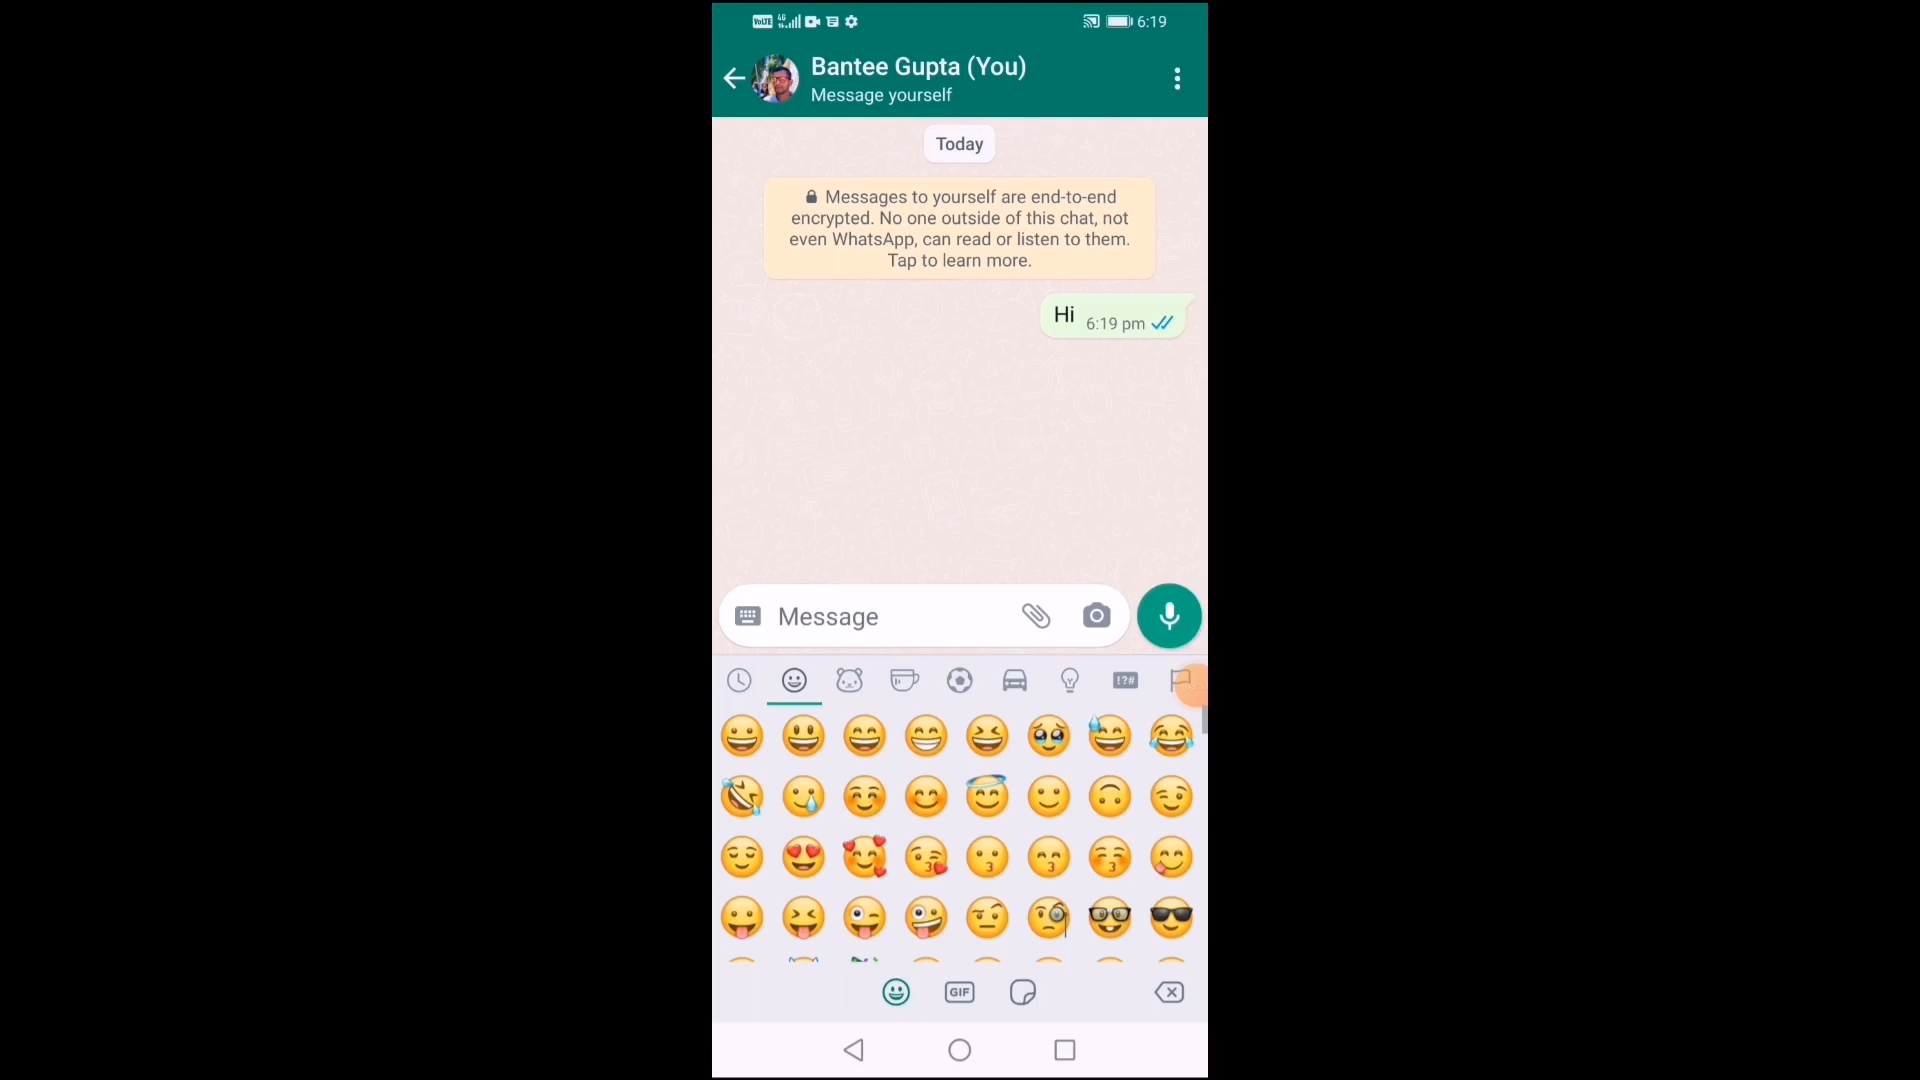 VoLTE 4G 6:19
Bantee Gupta (You)
Message yourself
Today
Messages to yourself are end-to-end
encrypted. No one outside of this chat, not
even WhatsApp, can read or listen to them.
Tap to learn more.
Hi 6:19 pm
Message
!?#
GIF